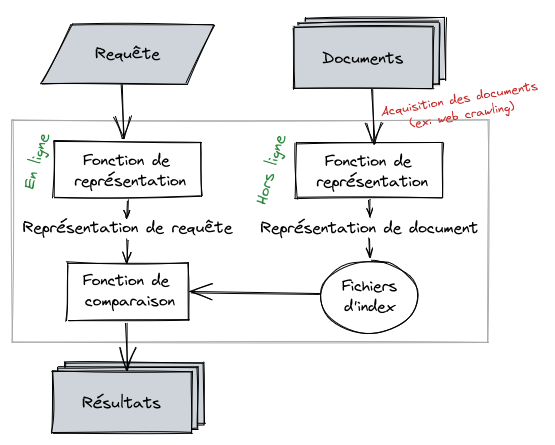 Requête
Documents
Acquisition des documents
(ex. web crawling)
En ligne
Hors ligne
Fonction de
représentation
Fonction de
représentation
Représentation de requête
Représentation de document
Fonction de
comparaison
Fichiers
d'index
Résultats